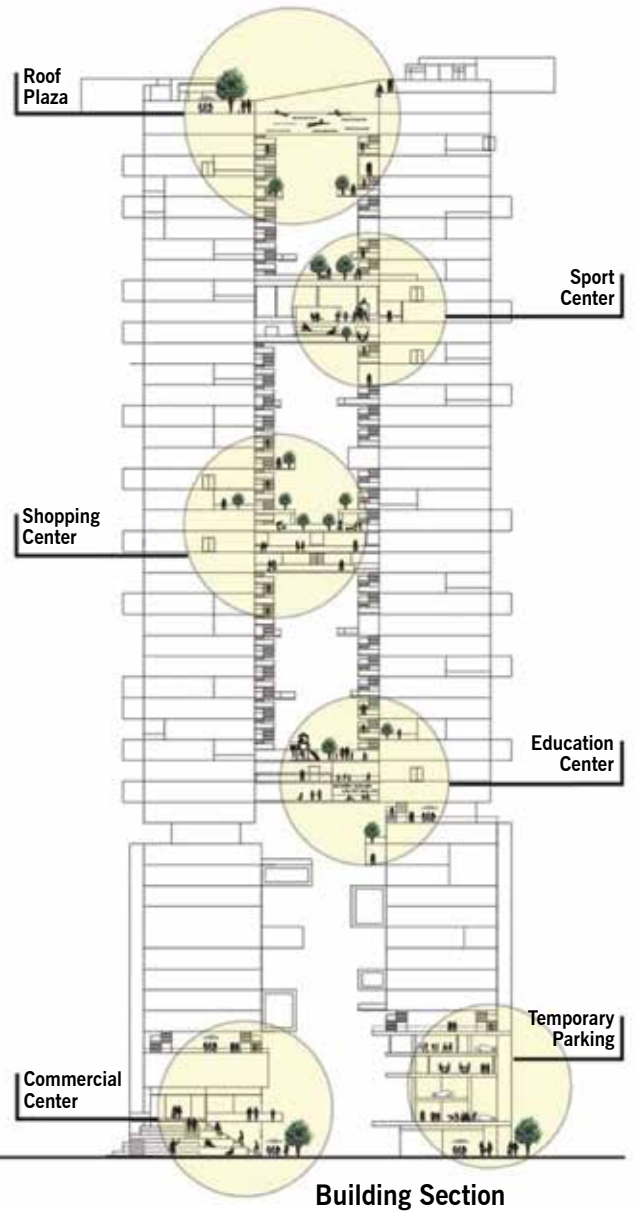 Roof
Plaza
Sport
Center
Shopping
Center
Education
Center
Temporary
Parking
Commercial
Center
Building Section